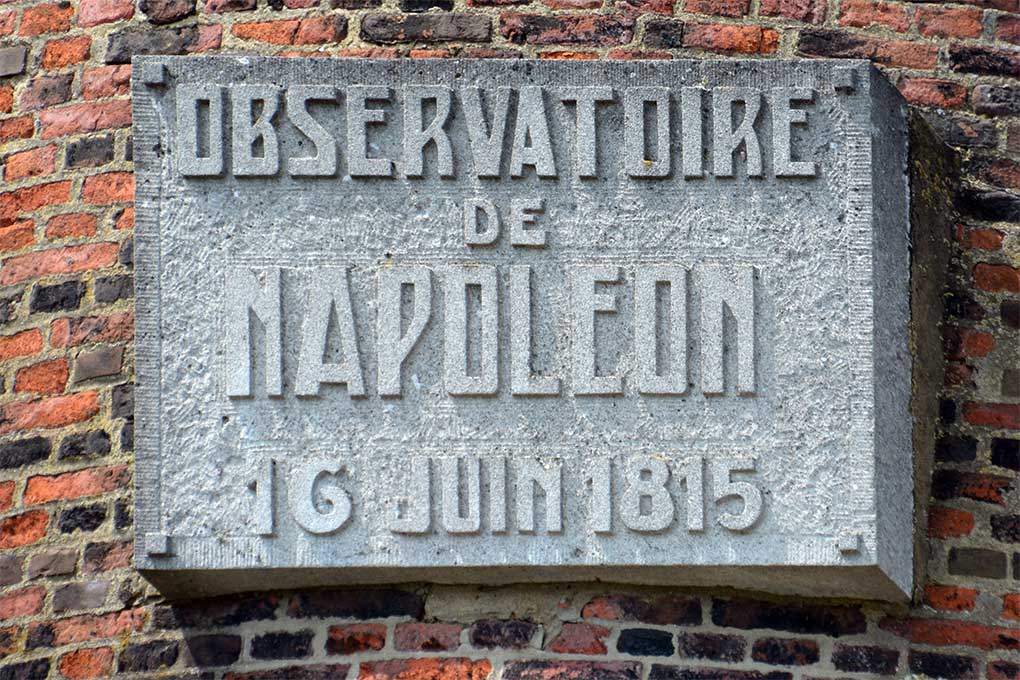 OBSERVATOIRE
DE
NAPOLEON
16 JUIN 1815